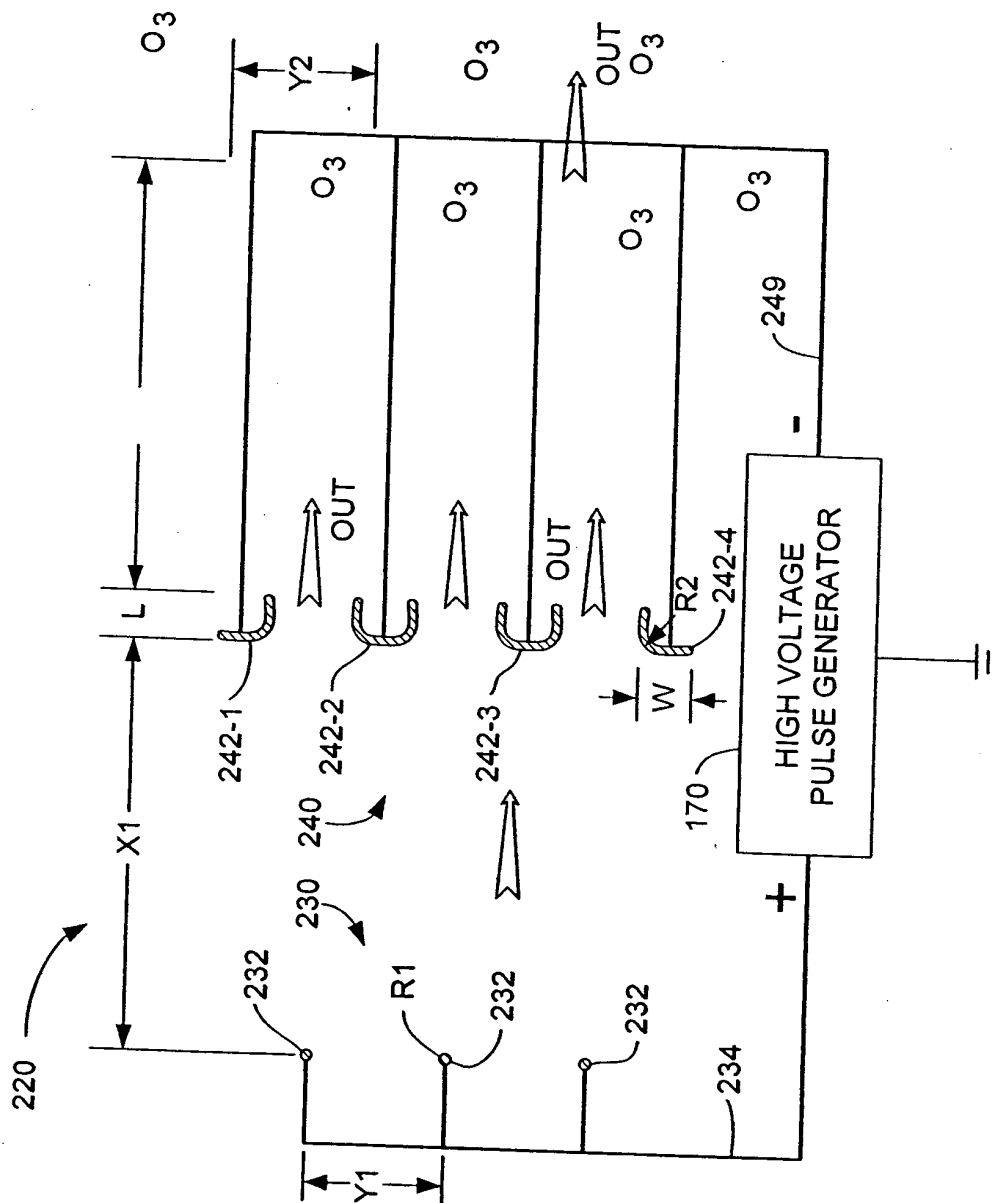 220
X1
L
O3
Y2
Y1
232
R1
232
232
230
240
242-1
242-2
242-3
242-4
W
R2
OUT
OUT
OUT
O3
O3
O3
O3
O3
O3
234
+
-
170
HIGH VOLTAGE
PULSE GENERATOR
249